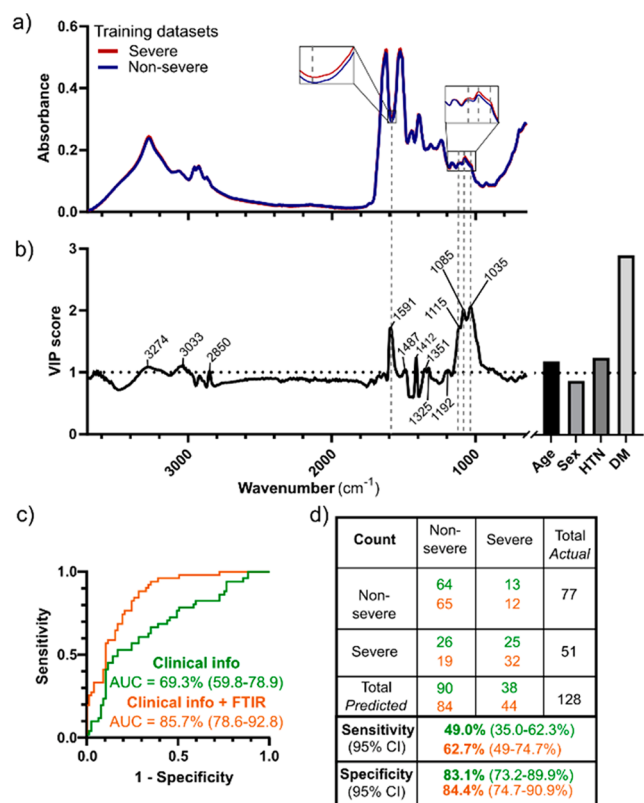 a)
Training datasets
Severe
Non-severe
Absorbance
0.6
0.4
0.2
0.0
b)
VIP score
3
2
1
0
3274
3033
2850
1591
1487
1412
1351
1325
1192
1115
1085
1035
3000
2000
1000
Wavenumber (cm⁻¹)
Age
Sex
HTN
DM
c)
Sensitivity
1.0
0.5
0.0
0.0
0.5
1.0
1 - Specificity
Clinical info
AUC = 69.3% (59.8-78.9)
Clinical info + FTIR
AUC = 85.7% (78.6-92.8)
d)
Count
Non-
severe
Severe
Total
Actual
Non-
severe
64
65
13
12
77
Severe
26
19
25
32
51
Total
Predicted
90
84
38
44
128
Sensitivity
(95% CI)
49.0% (35.0-62.3%)
62.7% (49-74.7%)
Specificity
(95% CI)
83.1% (73.2-89.9%)
84.4% (74.7-90.9%)